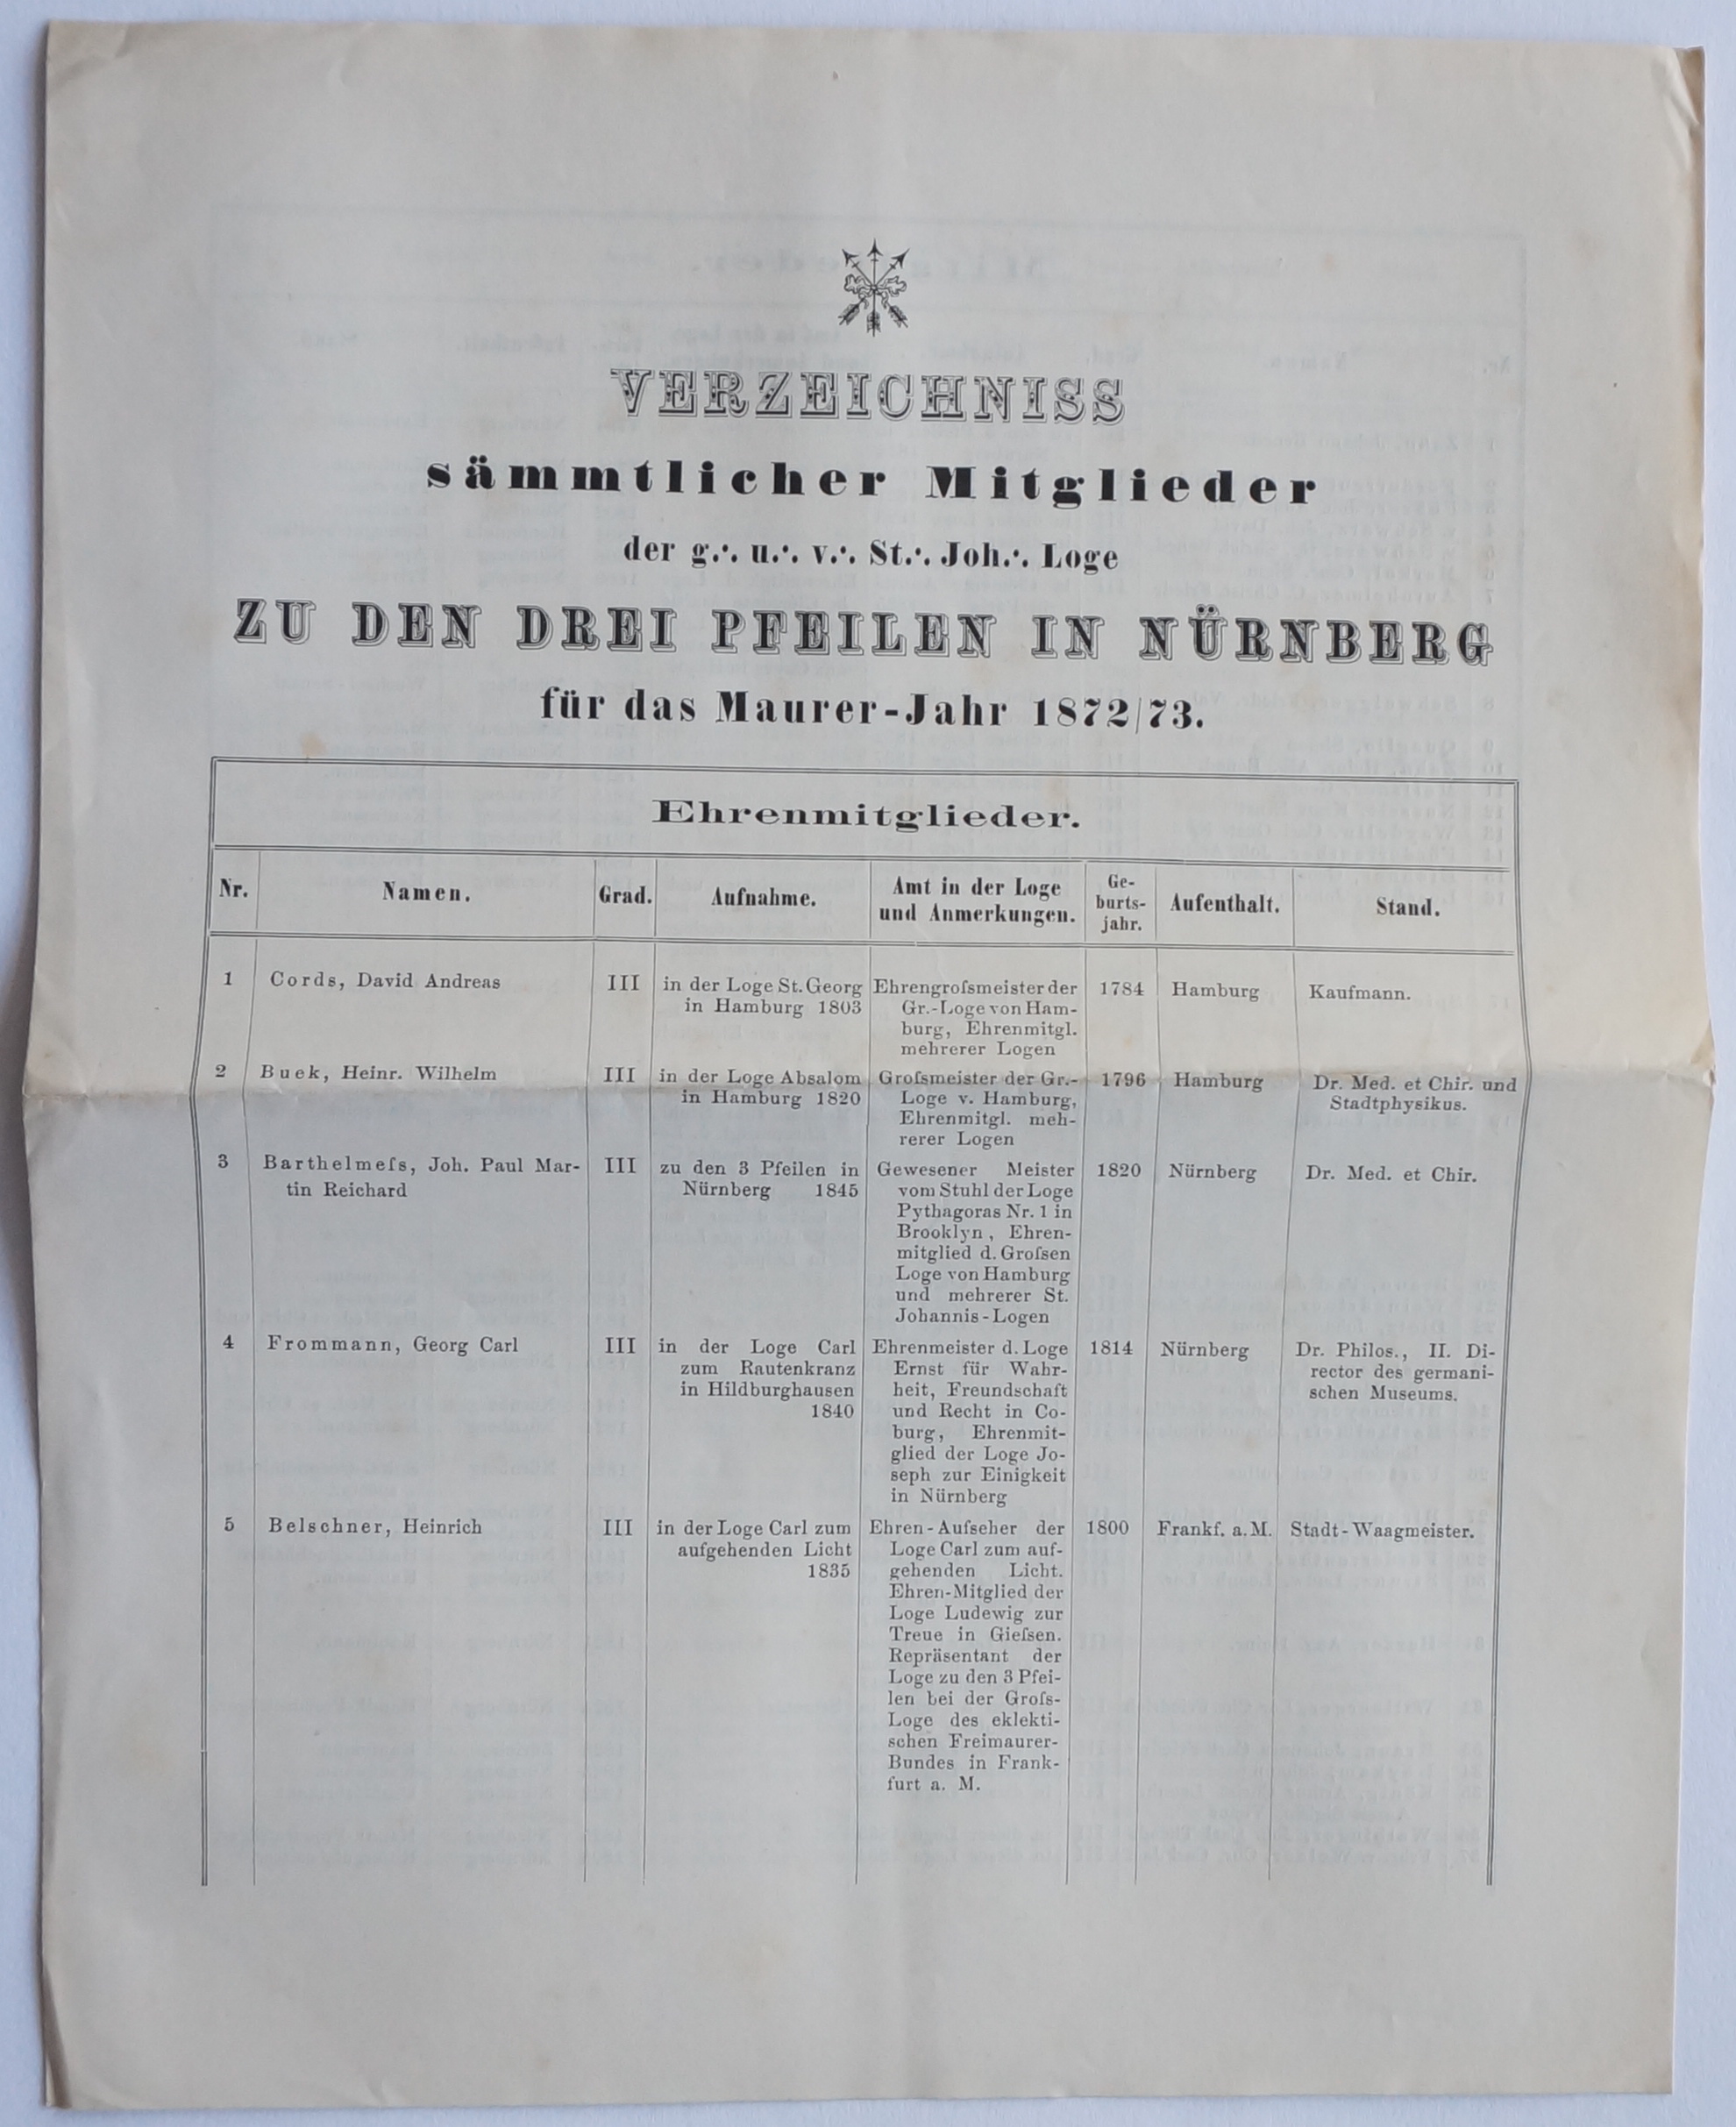 VERZEICHNISS
sämmtlicher Mitglieder
der g.·. u.·. v.·. St.·. Joh.·. Loge
ZU DEN DREI PFEILEN IN NÜRNBERG
für das Maurer-Jahr 1872/73.
Ehrenmitglieder.
Nr.
Namen.
Grad.
Aufnahme.
Amt in der Loge
und Anmerkungen.
Ge-
burts-
jahr.
Aufenthalt.
Stand.
1
Cords, David Andreas
III
in der Loge St. Georg
in Hamburg 1803
Ehrengroſsmeister der
Gr.-Loge von Ham-
burg, Ehrenmitgl.
mehrerer Logen
1784
Hamburg
Kaufmann.
2
Buek, Heinr. Wilhelm
III
in der Loge Absalom
in Hamburg 1820
Groſsmeister der Gr.-
Loge v. Hamburg,
Ehrenmitgl. meh-
rerer Logen
1796
Hamburg
Dr. Med. et Chir. und
Stadtphysikus.
3
Barthelmeſs, Joh. Paul Mar-
tin Reichard
III
zu den 3 Pfeilen in
Nürnberg 1845
Gewesener Meister
vom Stuhl der Loge
Pythagoras Nr. 1 in
Brooklyn, Ehren-
mitglied d. Groſsen
Loge von Hamburg
und mehrerer St.
Johannis-Logen
1820
Nürnberg
Dr. Med. et Chir.
4
Frommann, Georg Carl
III
in der Loge Carl
zum Rautenkranz
in Hildburghausen
1840
Ehrenmeister d. Loge
Ernst für Wahr-
heit, Freundschaft
und Recht in Co-
burg, Ehrenmit-
glied der Loge Jo-
seph zur Einigkeit
in Nürnberg
1814
Nürnberg
Dr. Philos., II. Di-
rector des germani-
schen Museums.
5
Belschner, Heinrich
III
in der Loge Carl zum
aufgehenden Licht
1835
Ehren-Aufseher der
Loge Carl zum auf-
gehenden Licht.
Ehren-Mitglied der
Loge Ludewig zur
Treue in Gieſsen.
Repräsentant der
Loge zu den 3 Pfei-
len bei der Groſs-
Loge des eklekti-
schen Freimaurer-
Bundes in Frank-
furt a. M.
1800
Frankf. a. M.
Stadt-Waagmeister.